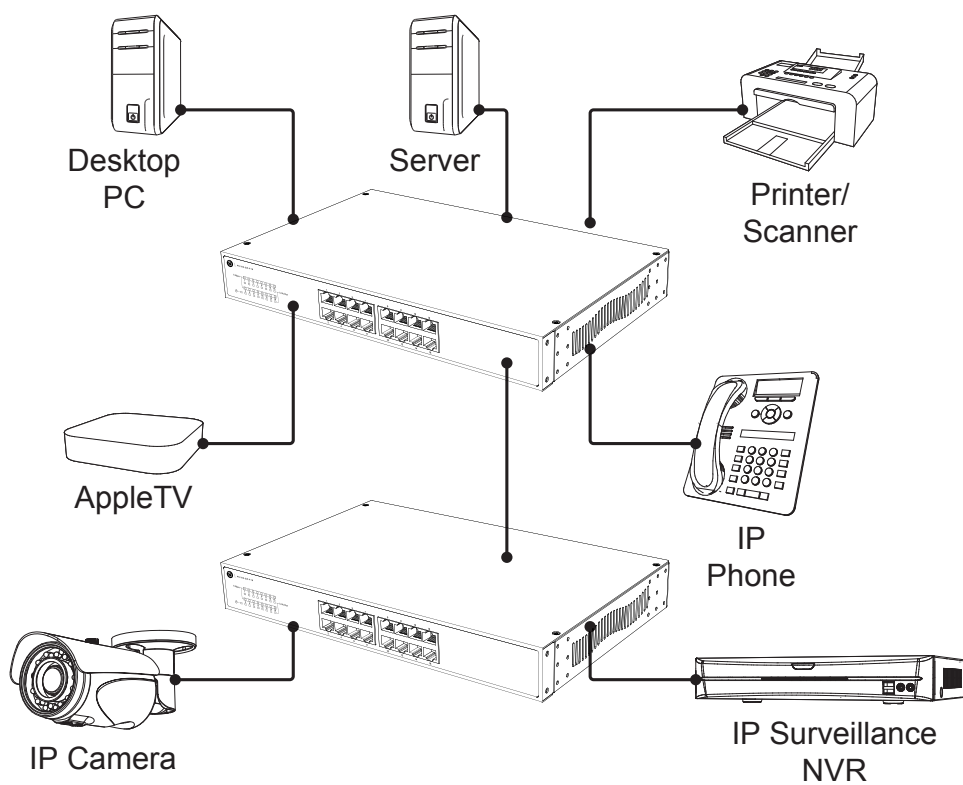 Desktop
PC
Server
Printer/
Scanner
AppleTV
IP
Phone
IP Camera
IP Surveillance
NVR